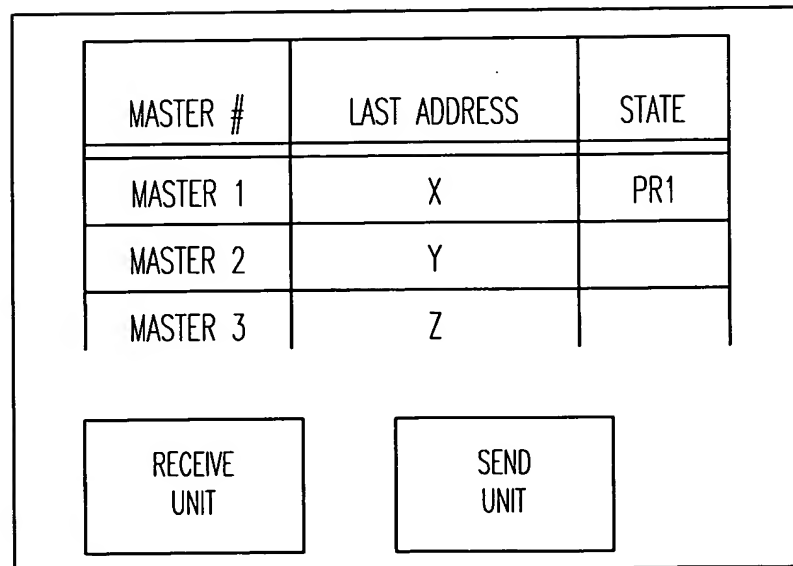 MASTER # LAST ADDRESS STATE
MASTER 1 X PR1
MASTER 2 Y
MASTER 3 Z
RECEIVE
UNIT
SEND
UNIT